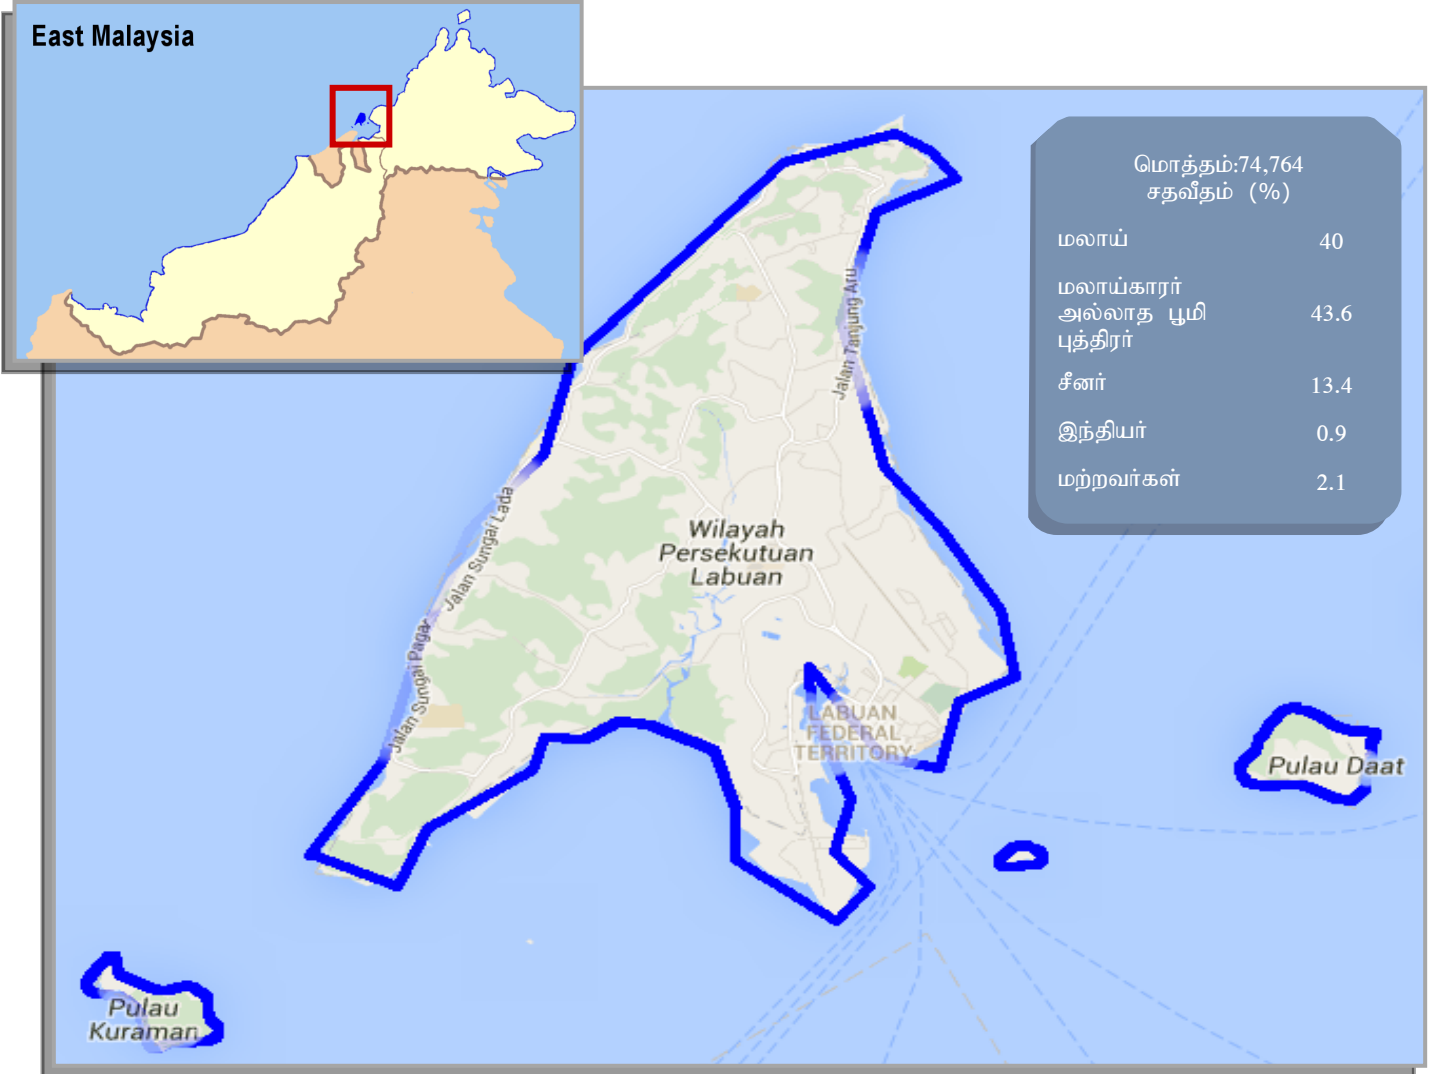 East Malaysia
மொத்தம்:74,764
சதவீதம் (%)
மலாய் 40
மலாய்காரர்
அல்லாத பூமி 43.6
புத்திரர்
சீனர் 13.4
இந்தியர் 0.9
மற்றவர்கள் 2.1
Jalan Tanjung Aru
Jalan Sungai Lada
Wilayah
Persekutuan
Labuan
Jalan Sungai Pagar
LABUAN
FEDERAL
TERRITORY
Pulau Daat
Pulau
Kuraman